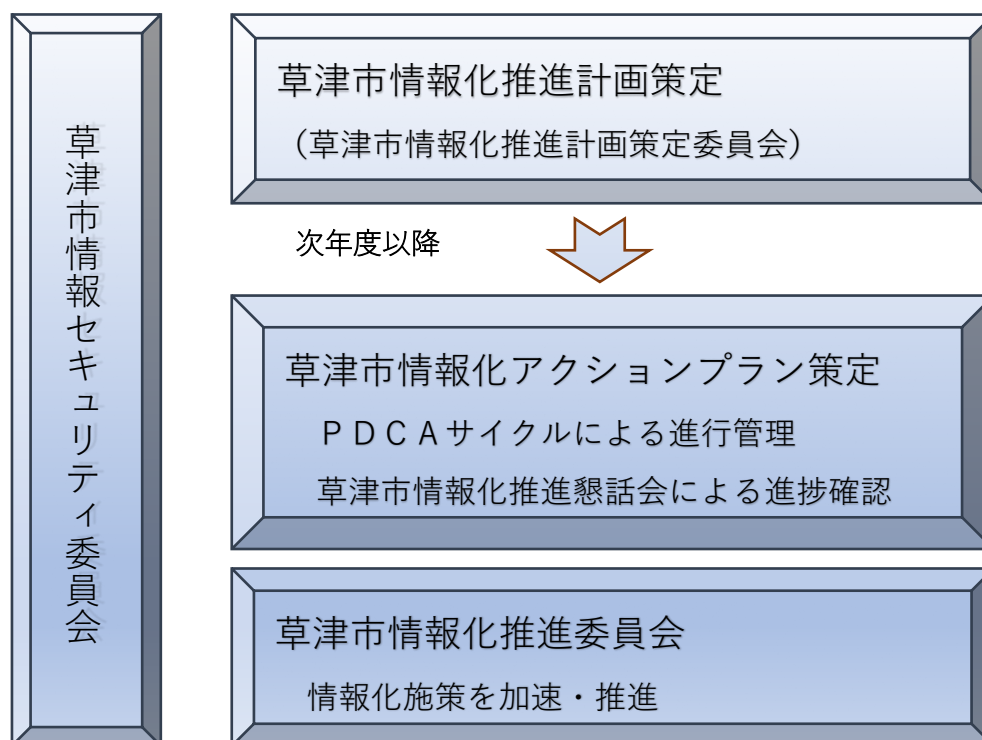 草津市情報セキュリティ委員会
草津市情報化推進計画策定
（草津市情報化推進計画策定委員会）
次年度以降
草津市情報化アクションプラン策定
ＰＤＣＡサイクルによる進行管理
草津市情報化推進懇話会による進捗確認
草津市情報化推進委員会
情報化施策を加速・推進